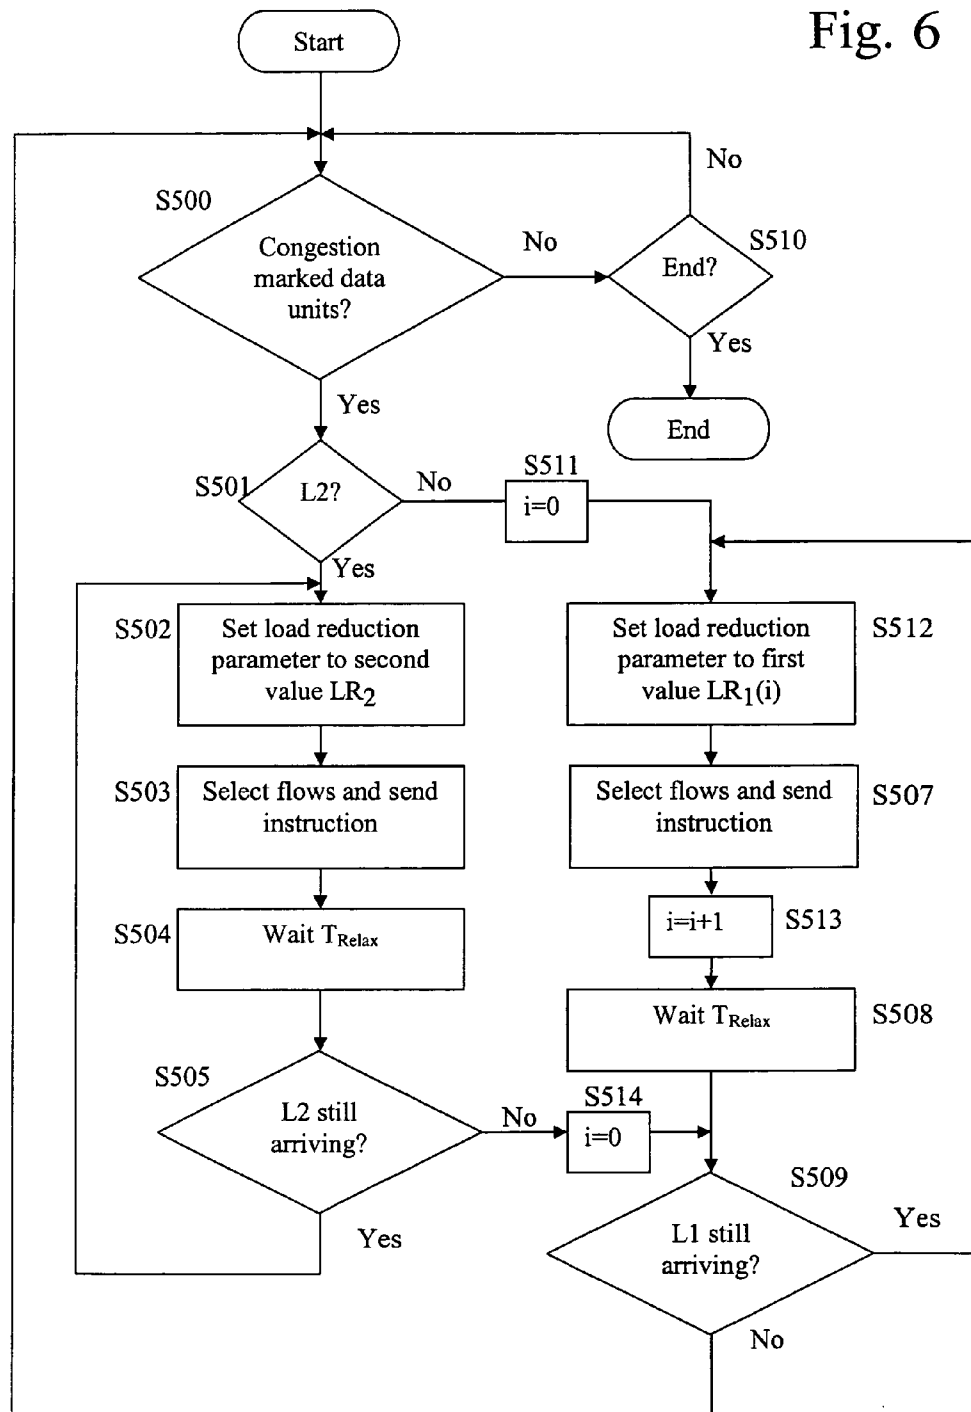 Fig. 6
Start
No
S500
S510
Congestion
marked data
units?
No
End?
Yes
Yes
End
S501
L2?
No
S511
i=0
Yes
S502
Set load reduction
parameter to second
value LR2
Set load reduction
parameter to first
value LR1(i)
S512
S503
Select flows and send
instruction
Select flows and send
instruction
S507
i=i+1
S513
S504
Wait TRelax
Wait TRelax
S508
S505
L2 still
arriving?
No
S514
i=0
S509
Yes
L1 still
arriving?
Yes
No